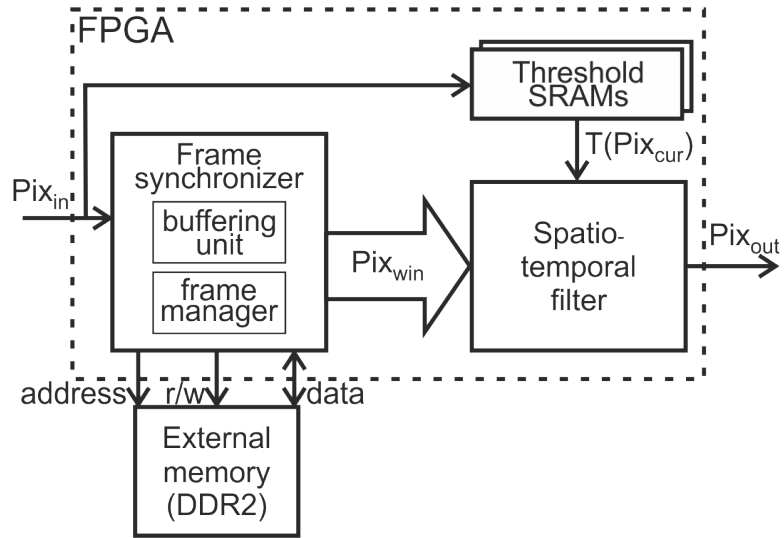 FPGA
Threshold
SRAMs
T(Pixcur)
Frame
synchronizer
Pixin
buffering
unit
frame
manager
Pixwin
Spatio-
temporal
filter
Pixout
address
r/w
data
External
memory
(DDR2)